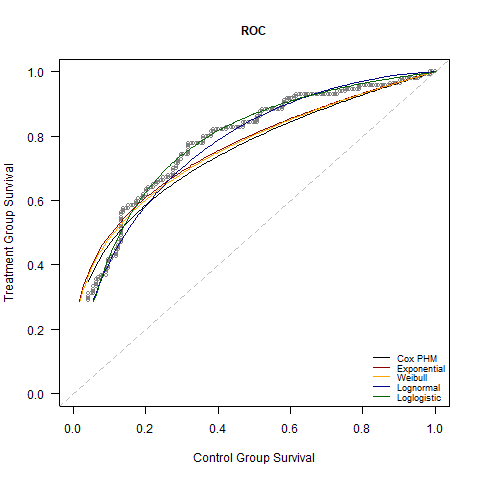 ROC
Treatment Group Survival
1.0
0.8
0.6
0.4
0.2
0.0
Cox PHM
Exponential
Weibull
Lognormal
Loglogistic
0.0 0.2 0.4 0.6 0.8 1.0
Control Group Survival